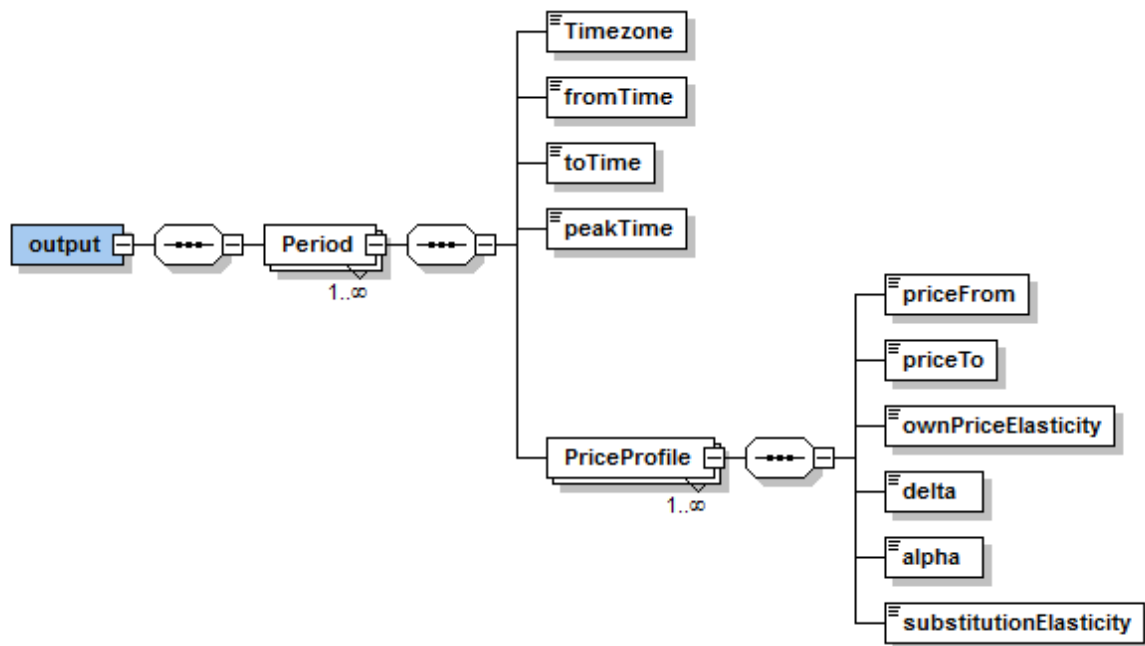 Timezone
fromTime
toTime
peakTime
output
Period
1..∞
priceFrom
priceTo
ownPriceElasticity
PriceProfile
1..∞
delta
alpha
substitutionElasticity